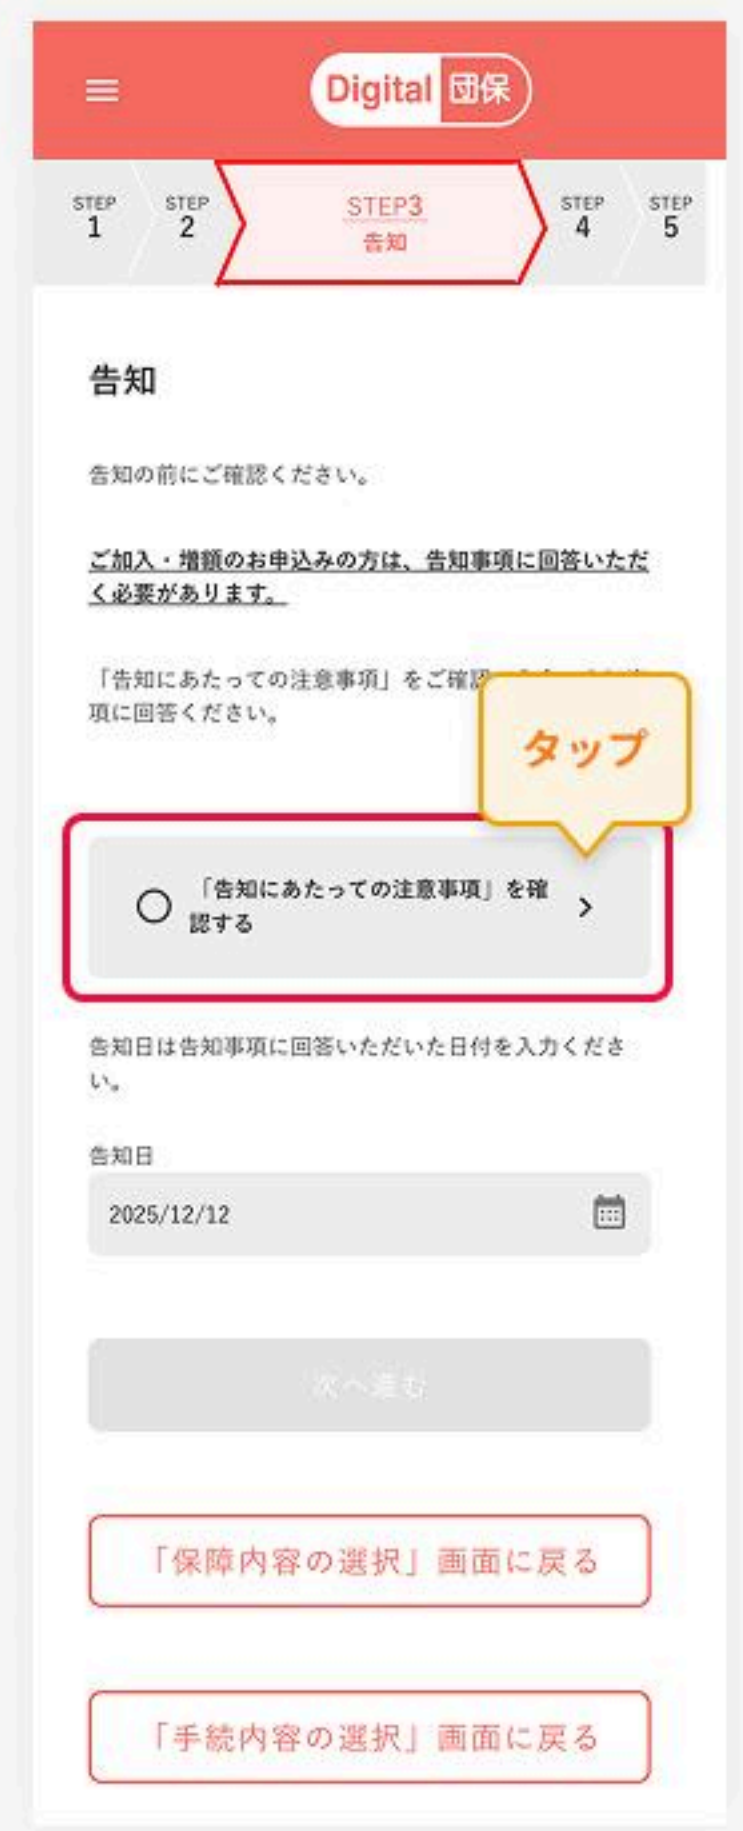 Digital 団保
STEP 1
STEP 2
STEP3
告知
STEP 4
STEP 5
告知
告知の前にご確認ください。
ご加入・増額のお申込みの方は、告知事項に回答いただ
く必要があります。
「告知にあたっての注意事項」をご確認
項に回答ください。
タップ
「告知にあたっての注意事項」を確
認する
告知日は告知事項に回答いただいた日付を入力くださ
い。
告知日
2025/12/12
次へ進む
「保障内容の選択」画面に戻る
「手続内容の選択」画面に戻る